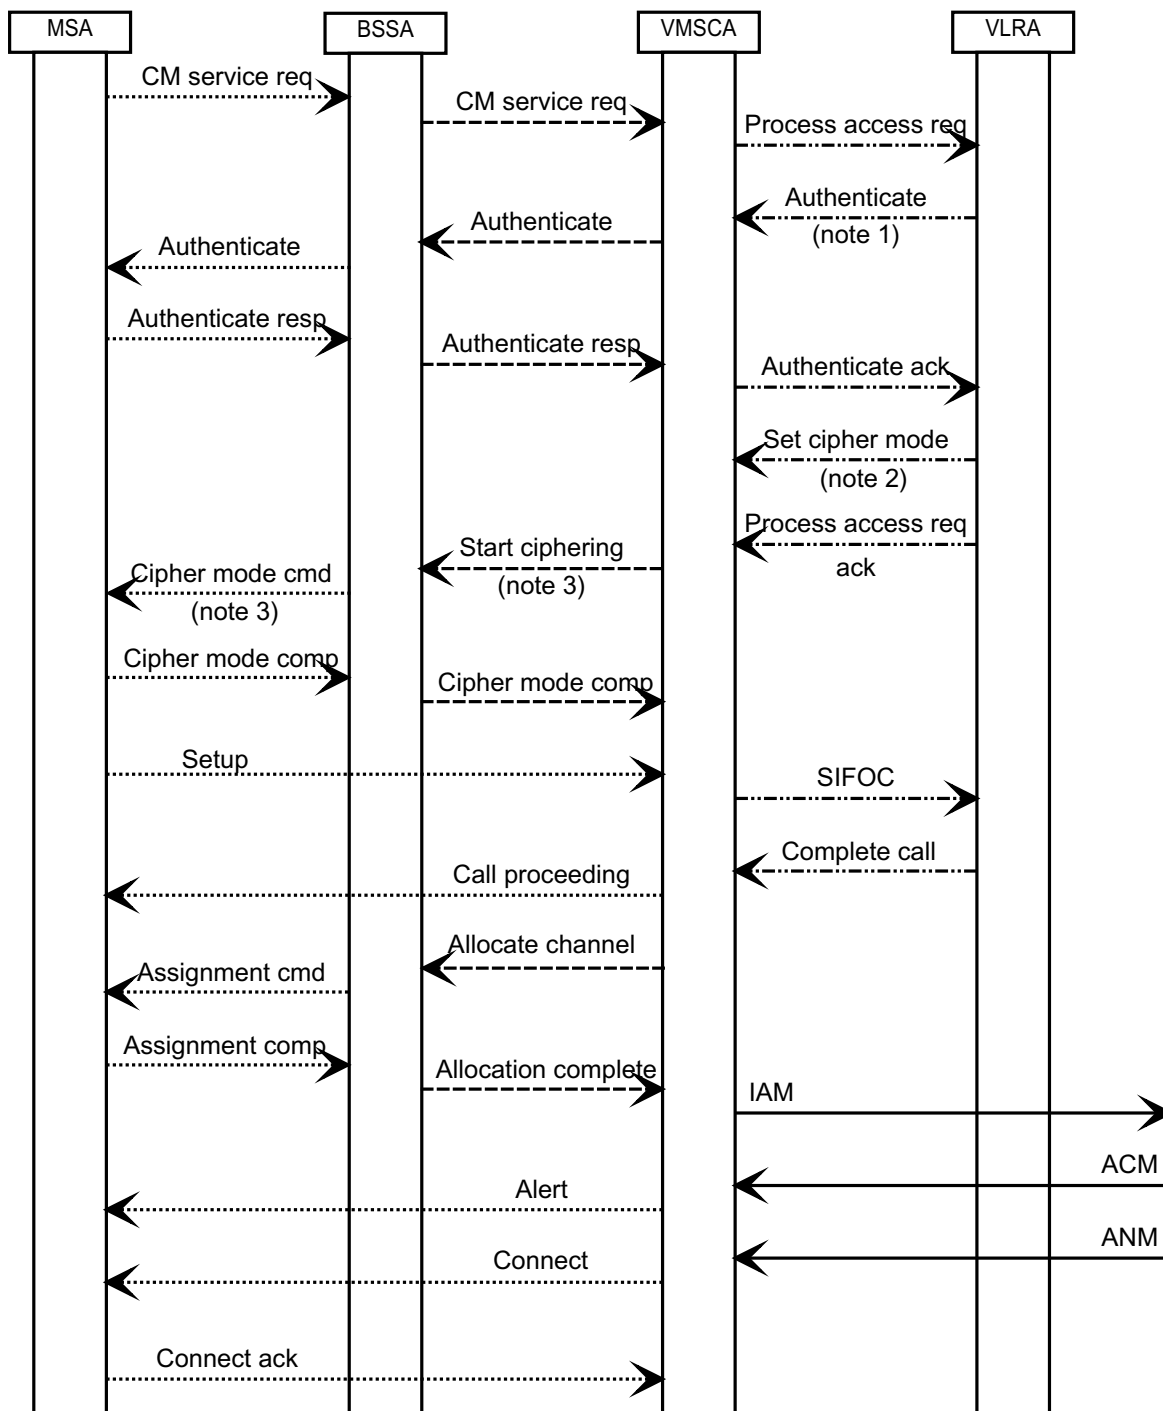 MSA
BSSA
VMSCA
VLRA
CM service req
CM service req
Process access req
Authenticate
(note 1)
Authenticate
Authenticate
Authenticate resp
Authenticate resp
Authenticate ack
Set cipher mode
(note 2)
Process access req
ack
Start ciphering
(note 3)
Cipher mode cmd
(note 3)
Cipher mode comp
Cipher mode comp
Setup
SIFOC
Complete call
Call proceeding
Allocate channel
Assignment cmd
Assignment comp
Allocation complete
IAM
ACM
Alert
ANM
Connect
Connect ack